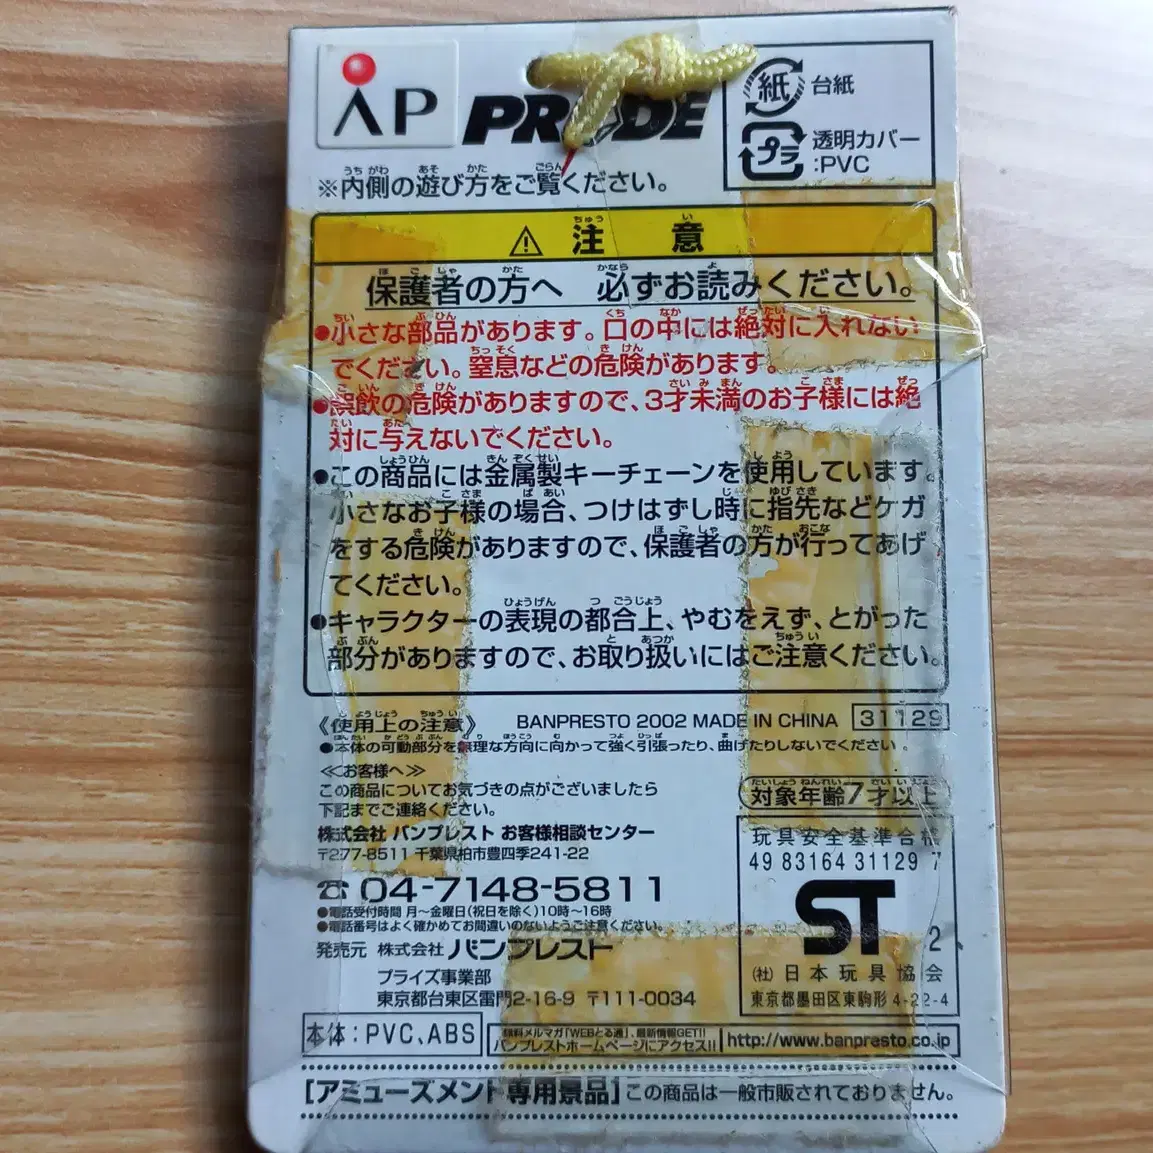 AP PRIDE
紙 台紙
プラ 透明カバー
:PVC
※内側の遊び方をご覧ください。
注意
保護者の方へ 必ずお読みください。
●小さな部品があります。口の中には絶対に入れない
でください。窒息などの危険があります。
●誤飲の危険がありますので、3才未満のお子様には絶
対に与えないでください。
●この商品には金属製キーチェーンを使用しています。
小さなお子様の場合、つけはずし時に指先などケガ
をする危険がありますので、保護者の方が行ってあげ
てください。
●キャラクターの表現の都合上、やむをえず、とがった
部分がありますので、お取り扱いにはご注意ください。
《使用上の注意》 BANPRESTO 2002 MADE IN CHINA 31129
●本体の可動部分を無理な方向に向かって強く引張ったり、曲げたりしないでください。
≪お客様へ≫
この商品についてお気づきの点がございましたら
下記までご連絡ください。
対象年齢7才以上
株式会社 バンプレスト お客様相談センター
〒277-8511 千葉県柏市豊四季241-22
☎04-7148-5811
●電話受付時間 月～金曜日(祝日を除く)10時～16時
●電話番号はよく確かめてお間違いのないようご注意ください。
発売元 株式会社 バンプレスト
プライズ事業部
東京都台東区雷門2-16-9 〒111-0034
玩具安全基準合格
49 83164 31129 7
ST 2
(社)日本玩具協会
東京都墨田区東駒形4-22-4
本体:PVC、ABS
無料メルマガ「WEBとる通」、最新情報GET!!
バンプレストホームページにアクセス!! http://www.banpresto.co.jp
[アミューズメント専用景品]この商品は一般市販されておりません。